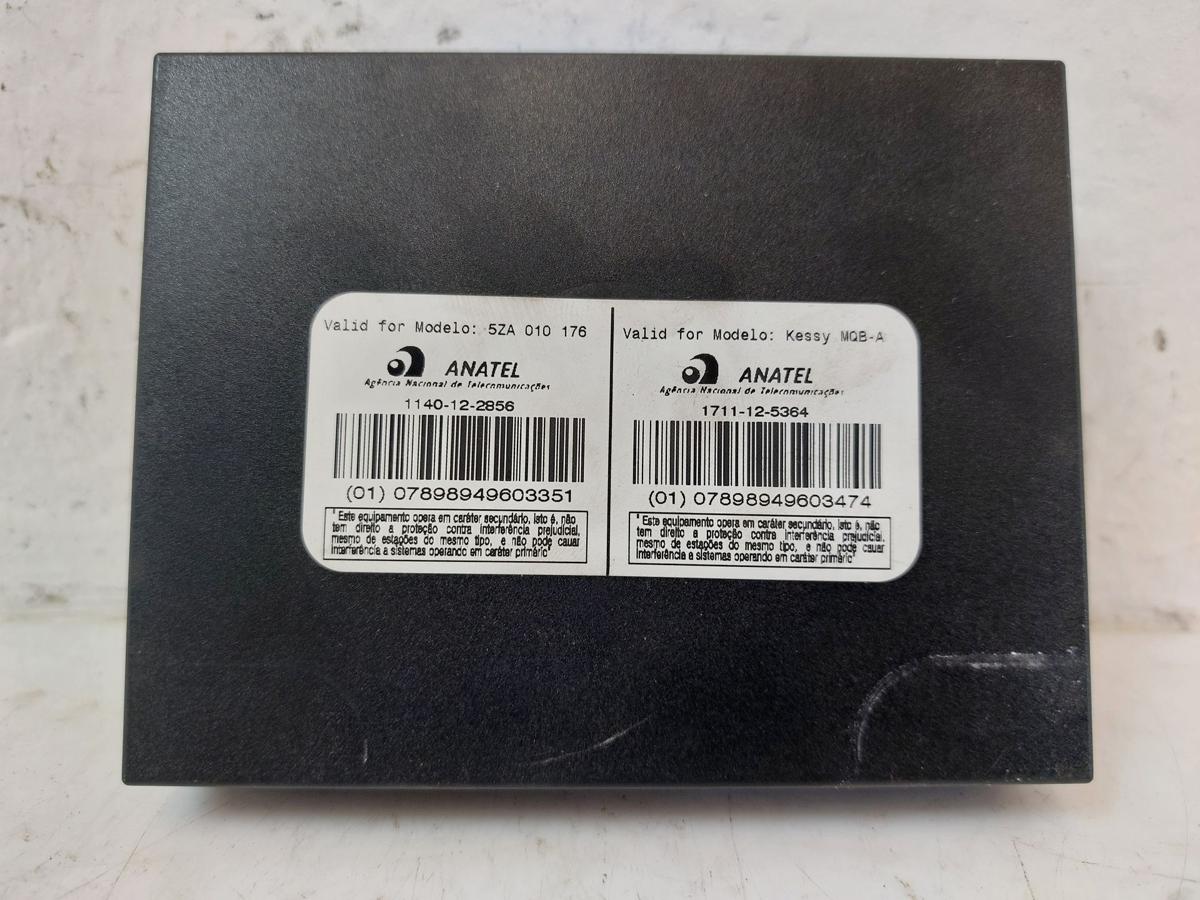 Valid for Modelo: 5ZA 010 176
ANATEL
Agência Nacional de Telecomunicações
1140-12-2856
(01) 07898949603351
" Este equipamento opera em caráter secundário, isto é, não
tem direito a proteção contra interferência prejudicial,
mesmo de estações do mesmo tipo, e não pode cauar
interferência a sistemas operando em caráter primário"
Valid for Modelo: Kessy MQB-A
ANATEL
Agência Nacional de Telecomunicações
1711-12-5364
(01) 07898949603474
" Este equipamento opera em caráter secundário, isto é, não
tem direito a proteção contra interferência prejudicial,
mesmo de estações do mesmo tipo, e não pode cauar
interferência a sistemas operando em caráter primário"